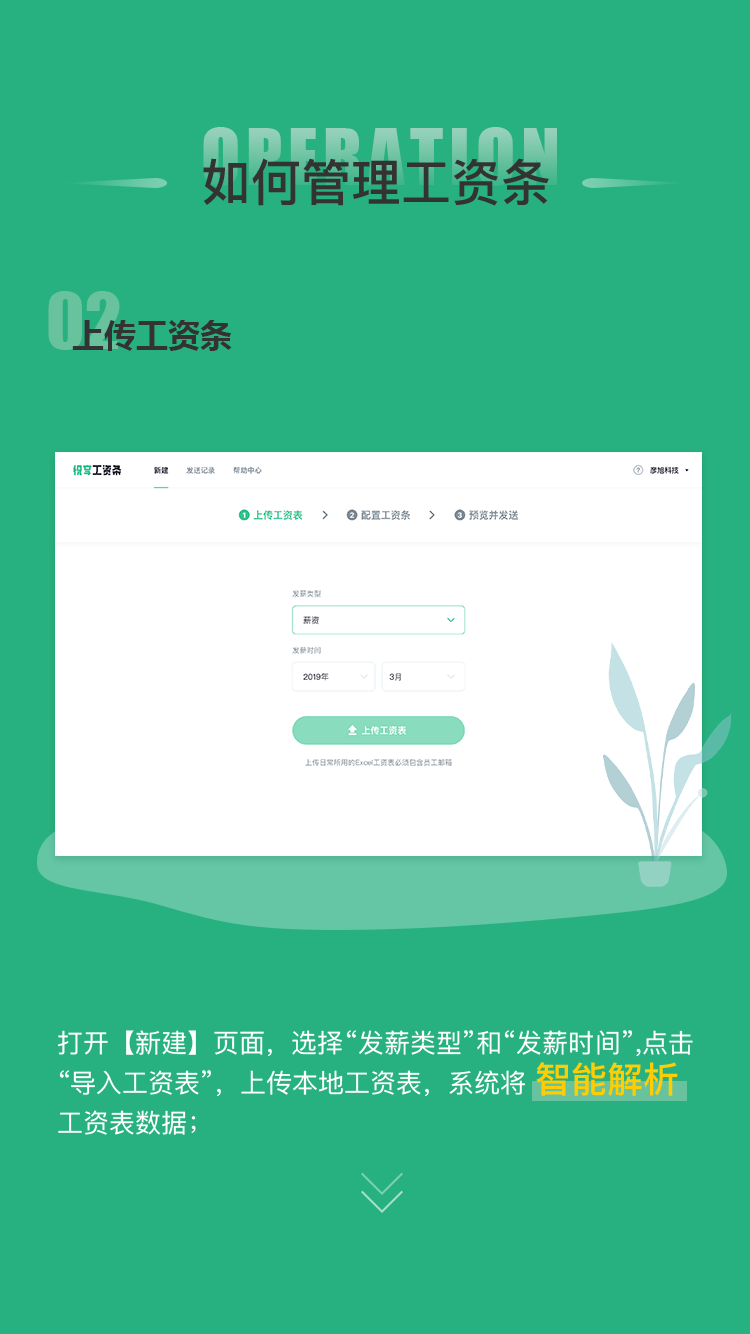 OPERATION
如何管理工资条
02
上传工资条
悦享工资条
新建 发送记录 帮助中心
? 彦旭科技
1 上传工资表 2 配置工资条 3 预览并发送
发薪类型
薪资
发薪时间
2019年 3月
上传工资表
上传日常所用的Excel工资表必须包含员工邮箱
打开【新建】页面，选择“发薪类型”和“发薪时间”,点击
“导入工资表”，上传本地工资表，系统将 智能解析
工资表数据；